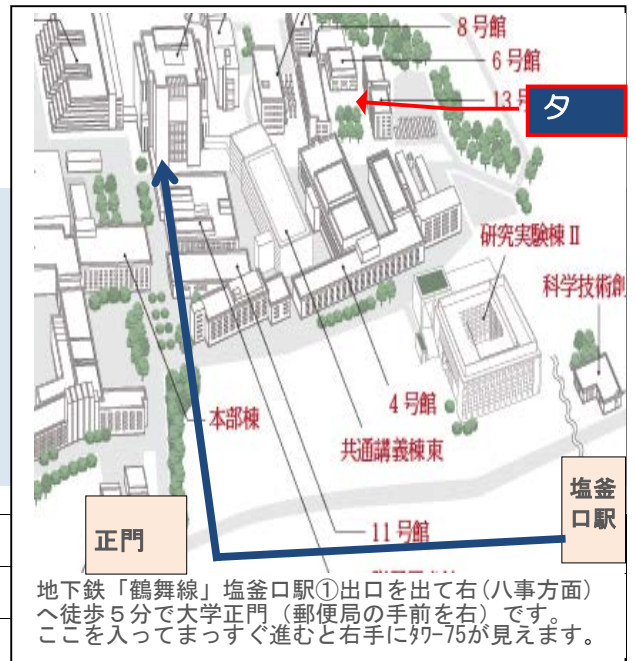 8号館
6号館
13号
タ
研究実験棟Ⅱ
科学技術創
4号館
本部棟
共通講義棟東
塩釜
口駅
正門
11号館
地下鉄「鶴舞線」塩釜口駅①出口を出て右(八事方面)
へ徒歩5分で大学正門(郵便局の手前を右)です。
ここを入ってまっすぐ進むと右手にﾀﾜｰ75が見えます。